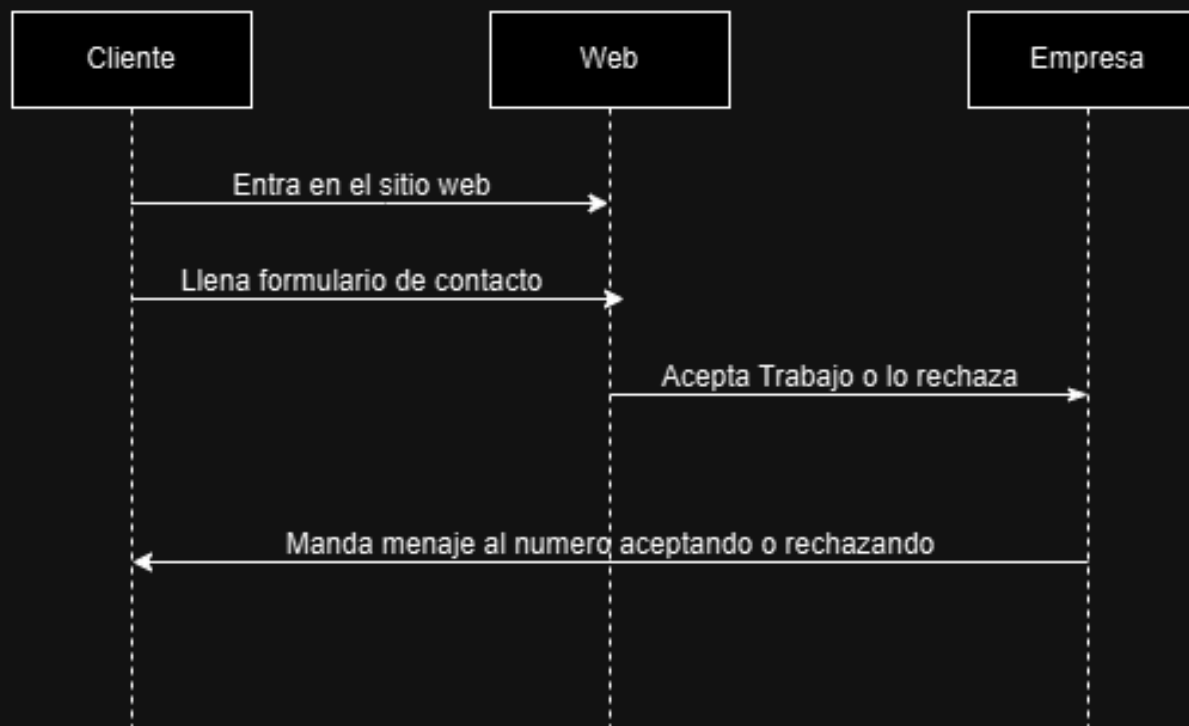 Cliente
Web
Empresa
Entra en el sitio web
Llena formulario de contacto
Acepta Trabajo o lo rechaza
Manda menaje al numero aceptando o rechazando